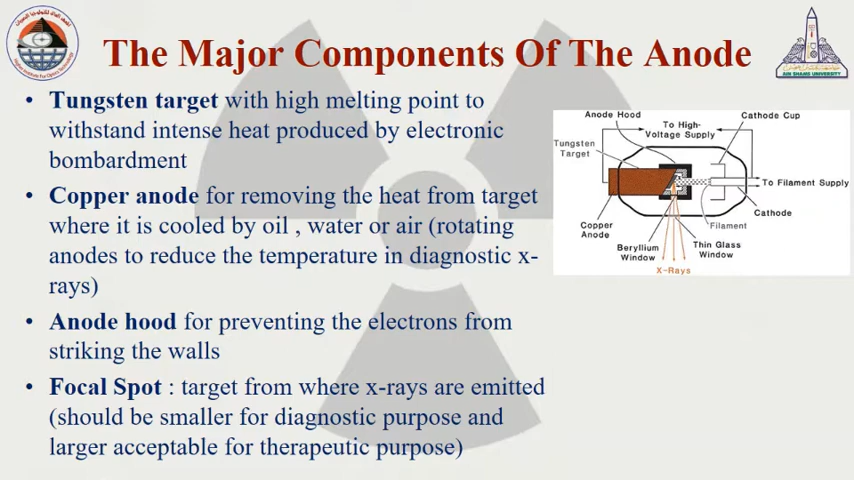 The Major Components Of The Anode
AIN SHAMS UNIVERSITY
• Tungsten target with high melting point to
withstand intense heat produced by electronic
bombardment
• Copper anode for removing the heat from target
where it is cooled by oil , water or air (rotating
anodes to reduce the temperature in diagnostic x-
rays)
• Anode hood for preventing the electrons from
striking the walls
• Focal Spot : target from where x-rays are emitted
(should be smaller for diagnostic purpose and
larger acceptable for therapeutic purpose)
Anode Hood
To High-
Voltage Supply
Cathode Cup
Tungsten
Target
To Filament Supply
Cathode
Filament
Copper
Anode
Beryllium
Window
Thin Glass
Window
X-Rays